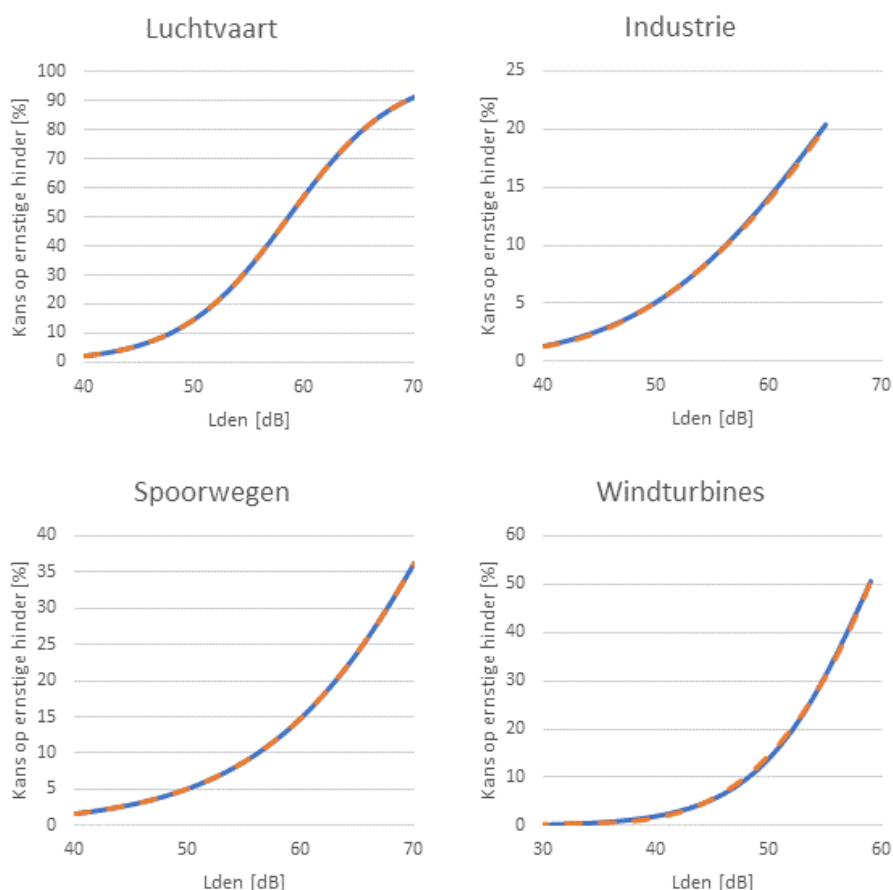 Luchtvaart
Kans op ernstige hinder [%]
100
90
80
70
60
50
40
30
20
10
0
40 50 60 70
Lden [dB]
Industrie
Kans op ernstige hinder [%]
25
20
15
10
5
0
40 50 60 70
Lden [dB]
Spoorwegen
Kans op ernstige hinder [%]
40
35
30
25
20
15
10
5
0
40 50 60 70
Lden [dB]
Windturbines
Kans op ernstige hinder [%]
60
50
40
30
20
10
0
30 40 50 60
Lden [dB]